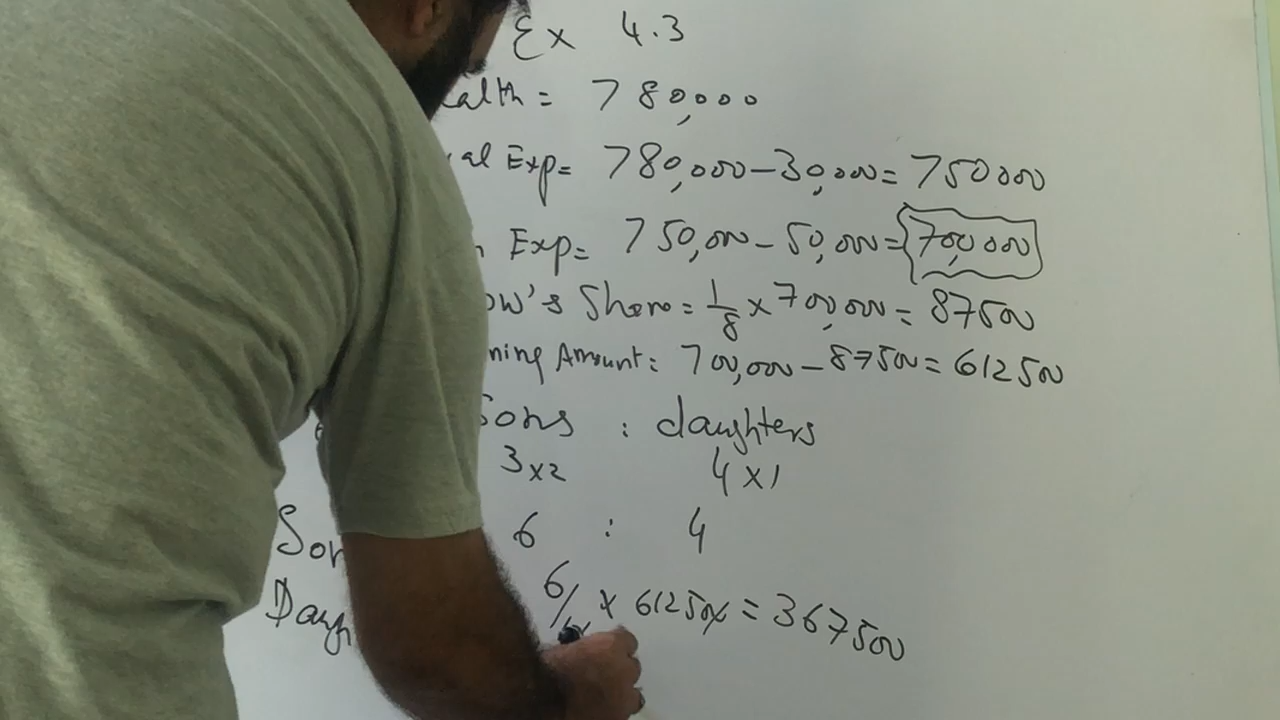 Ex 4.3
alth = 780,000
al Exp= 780,000-30,000= 750000
Exp= 750,000-50,000= 700,000
ow's Share = 1/8 x 700,000 = 87500
ning Amount: 700,000-87500= 612500
Sons : daughters
3x2 4x1
Son 6 : 4
Daugh 6/10 x 612500 = 367500